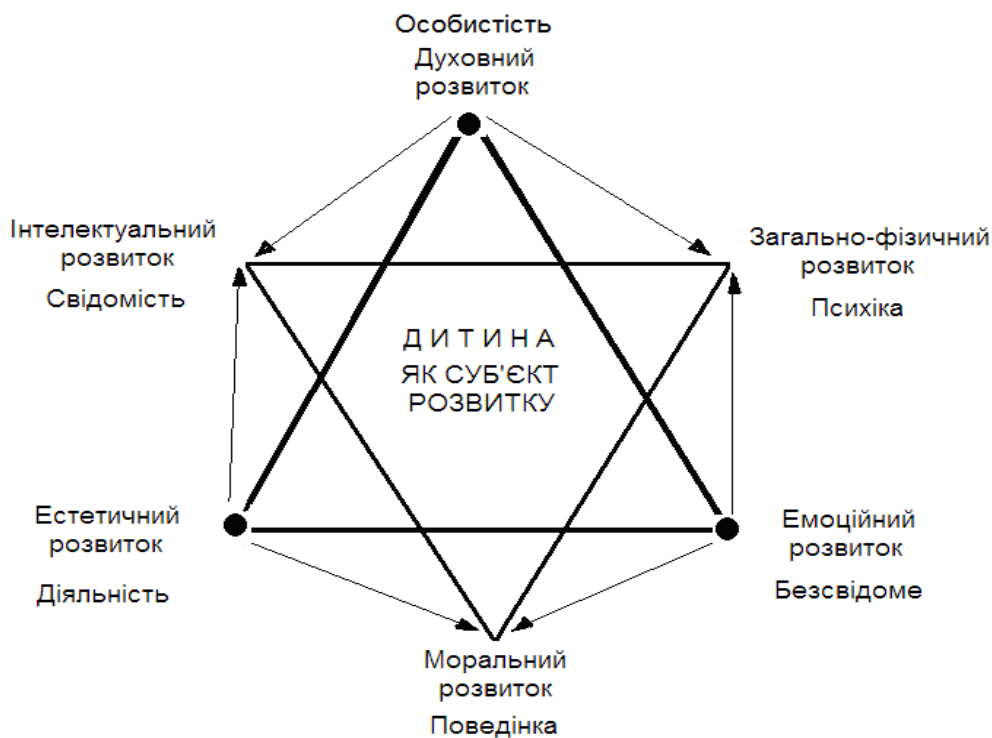 Особистість
Духовний
розвиток
Інтелектуальний
розвиток
Свідомість
Загально-фізичний
розвиток
Психіка
Д И Т И Н А
ЯК СУБ'ЄКТ
РОЗВИТКУ
Естетичний
розвиток
Діяльність
Емоційний
розвиток
Безсвідоме
Моральний
розвиток
Поведінка